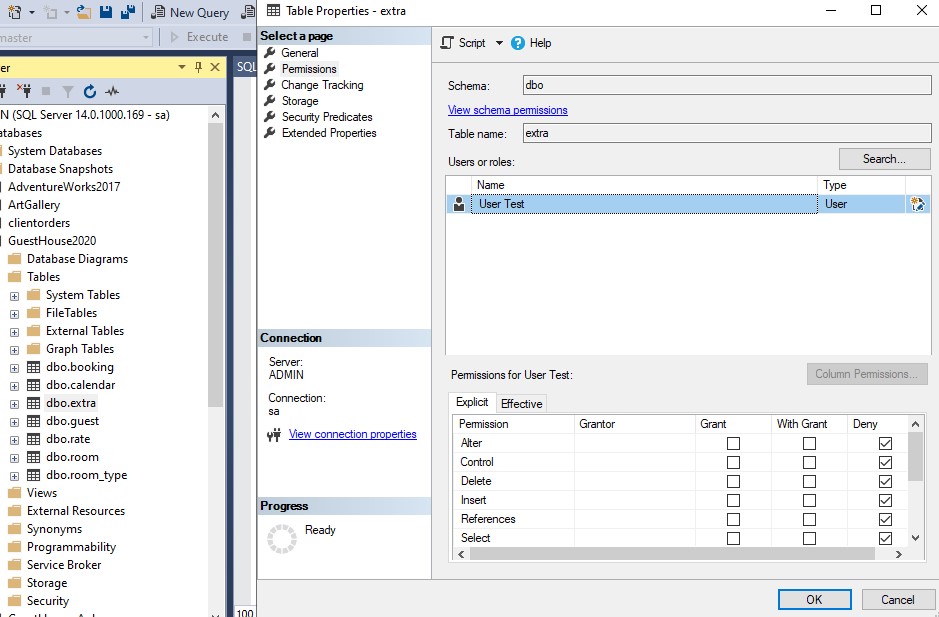 Table Properties - extra
New Query
master
Execute
er
SQL
N (SQL Server 14.0.1000.169 - sa)
atabases
System Databases
Database Snapshots
AdventureWorks2017
ArtGallery
clientorders
GuestHouse2020
Database Diagrams
Tables
System Tables
FileTables
External Tables
Graph Tables
dbo.booking
dbo.calendar
dbo.extra
dbo.guest
dbo.rate
dbo.room
dbo.room_type
Views
External Resources
Synonyms
Programmability
Service Broker
Storage
Security
100
Select a page
General
Permissions
Change Tracking
Storage
Security Predicates
Extended Properties
Connection
Server:
ADMIN
Connection:
sa
View connection properties
Progress
Ready
Script
Help
Schema:
dbo
View schema permissions
Table name:
extra
Users or roles:
Search...
Name Type
User Test User
Permissions for User Test:
Column Permissions...
Explicit Effective
Permission Grantor Grant With Grant Deny
Alter
Control
Delete
Insert
References
Select
OK Cancel